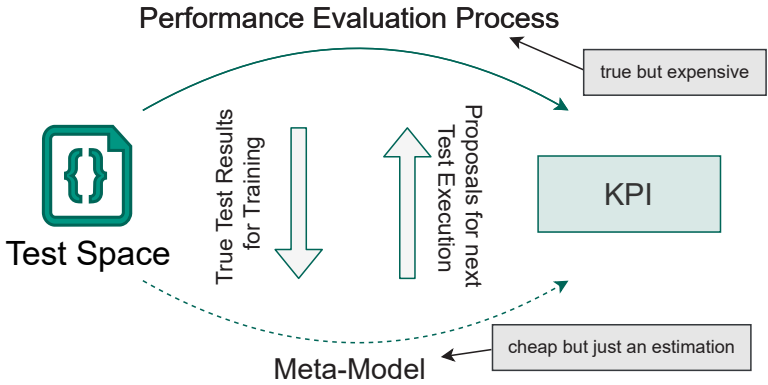 Performance Evaluation Process
true but expensive
True Test Results
for Training
Proposals for next
Test Execution
{}
Test Space
KPI
Meta-Model
cheap but just an estimation